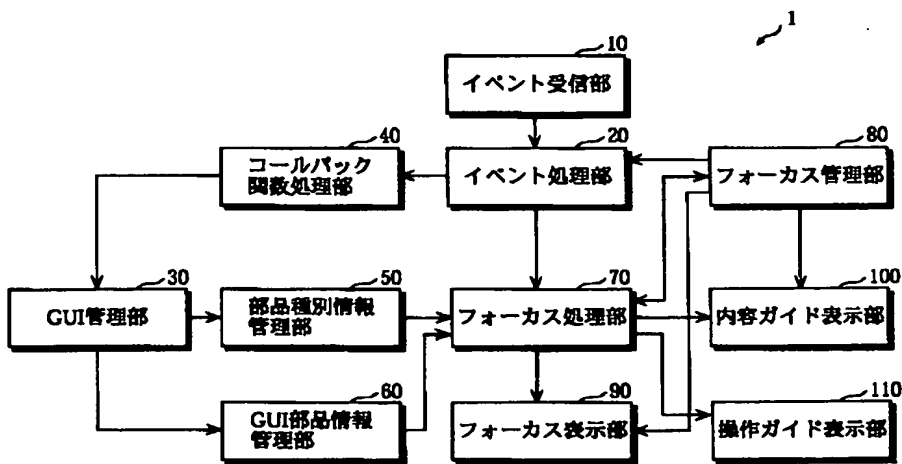 1
10
イベント受信部
40
コールバック
関数処理部
20
イベント処理部
80
フォーカス管理部
30
GUI管理部
50
部品種別情報
管理部
70
フォーカス処理部
100
内容ガイド表示部
60
GUI部品情報
管理部
90
フォーカス表示部
110
操作ガイド表示部